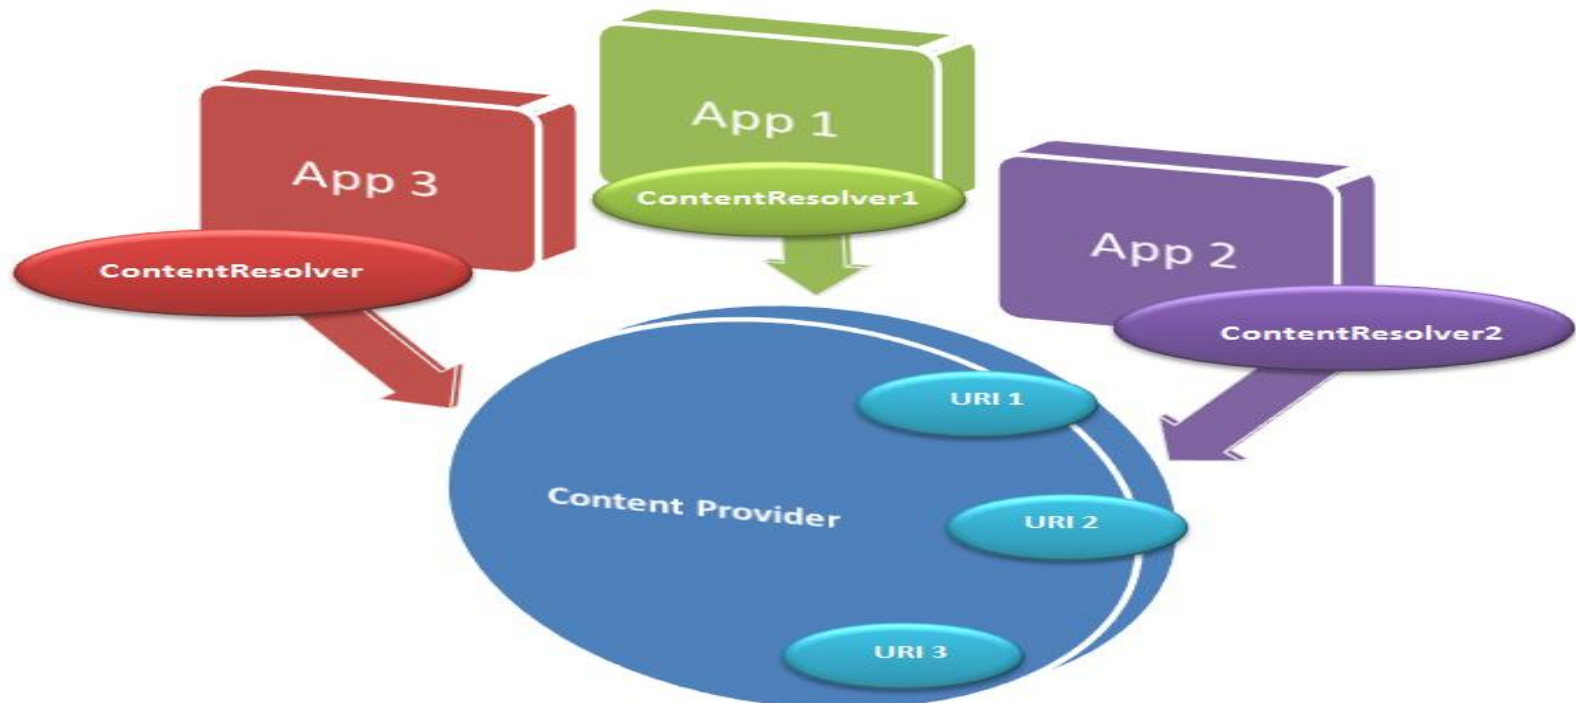 App 1
App 3
ContentResolver1
App 2
ContentResolver
ContentResolver2
URI 1
Content Provider
URI 2
URI 3